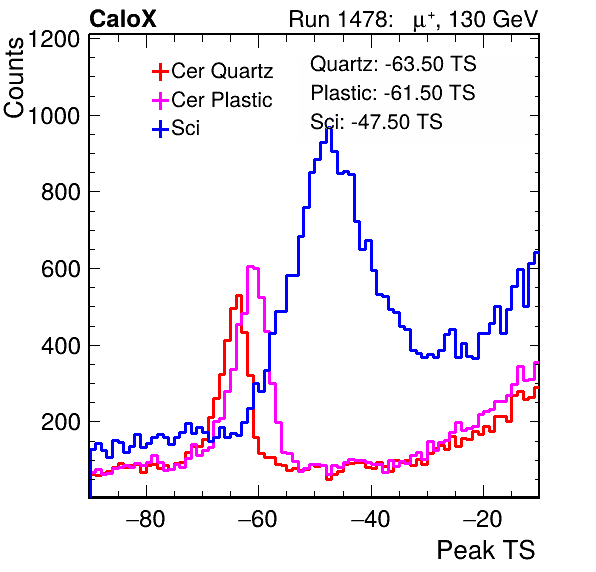 CaloX Run 1478: μ⁺, 130 GeV
Counts
1200
1000
800
600
400
200
Cer Quartz
Cer Plastic
Sci
Quartz: -63.50 TS
Plastic: -61.50 TS
Sci: -47.50 TS
−80 −60 −40 −20
Peak TS